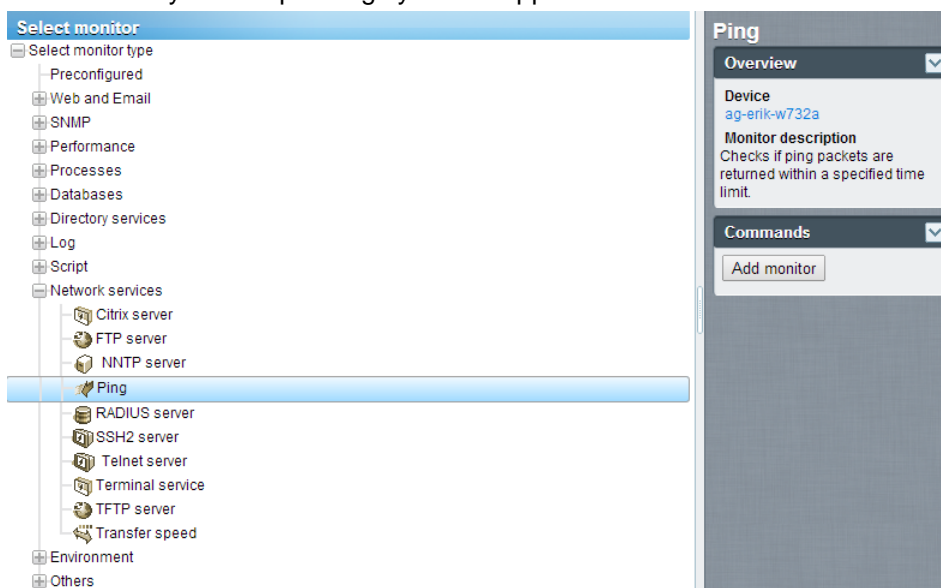 Select monitor
Select monitor type
Preconfigured
Web and Email
SNMP
Performance
Processes
Databases
Directory services
Log
Script
Network services
Citrix server
FTP server
NNTP server
Ping
RADIUS server
SSH2 server
Telnet server
Terminal service
TFTP server
Transfer speed
Environment
Others
Ping
Overview
Device
ag-erik-w732a
Monitor description
Checks if ping packets are
returned within a specified time
limit.
Commands
Add monitor